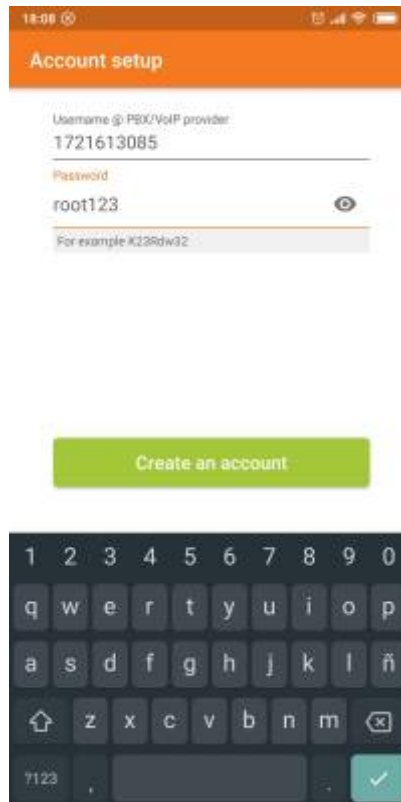 18:08
Account setup
Username @ PBX/VoIP provider
1721613085
Password
root123
For example K23Rdw32
Create an account
1 2 3 4 5 6 7 8 9 0
q w e r t y u i o p
a s d f g h j k l ñ
z x c v b n m
?123 , .